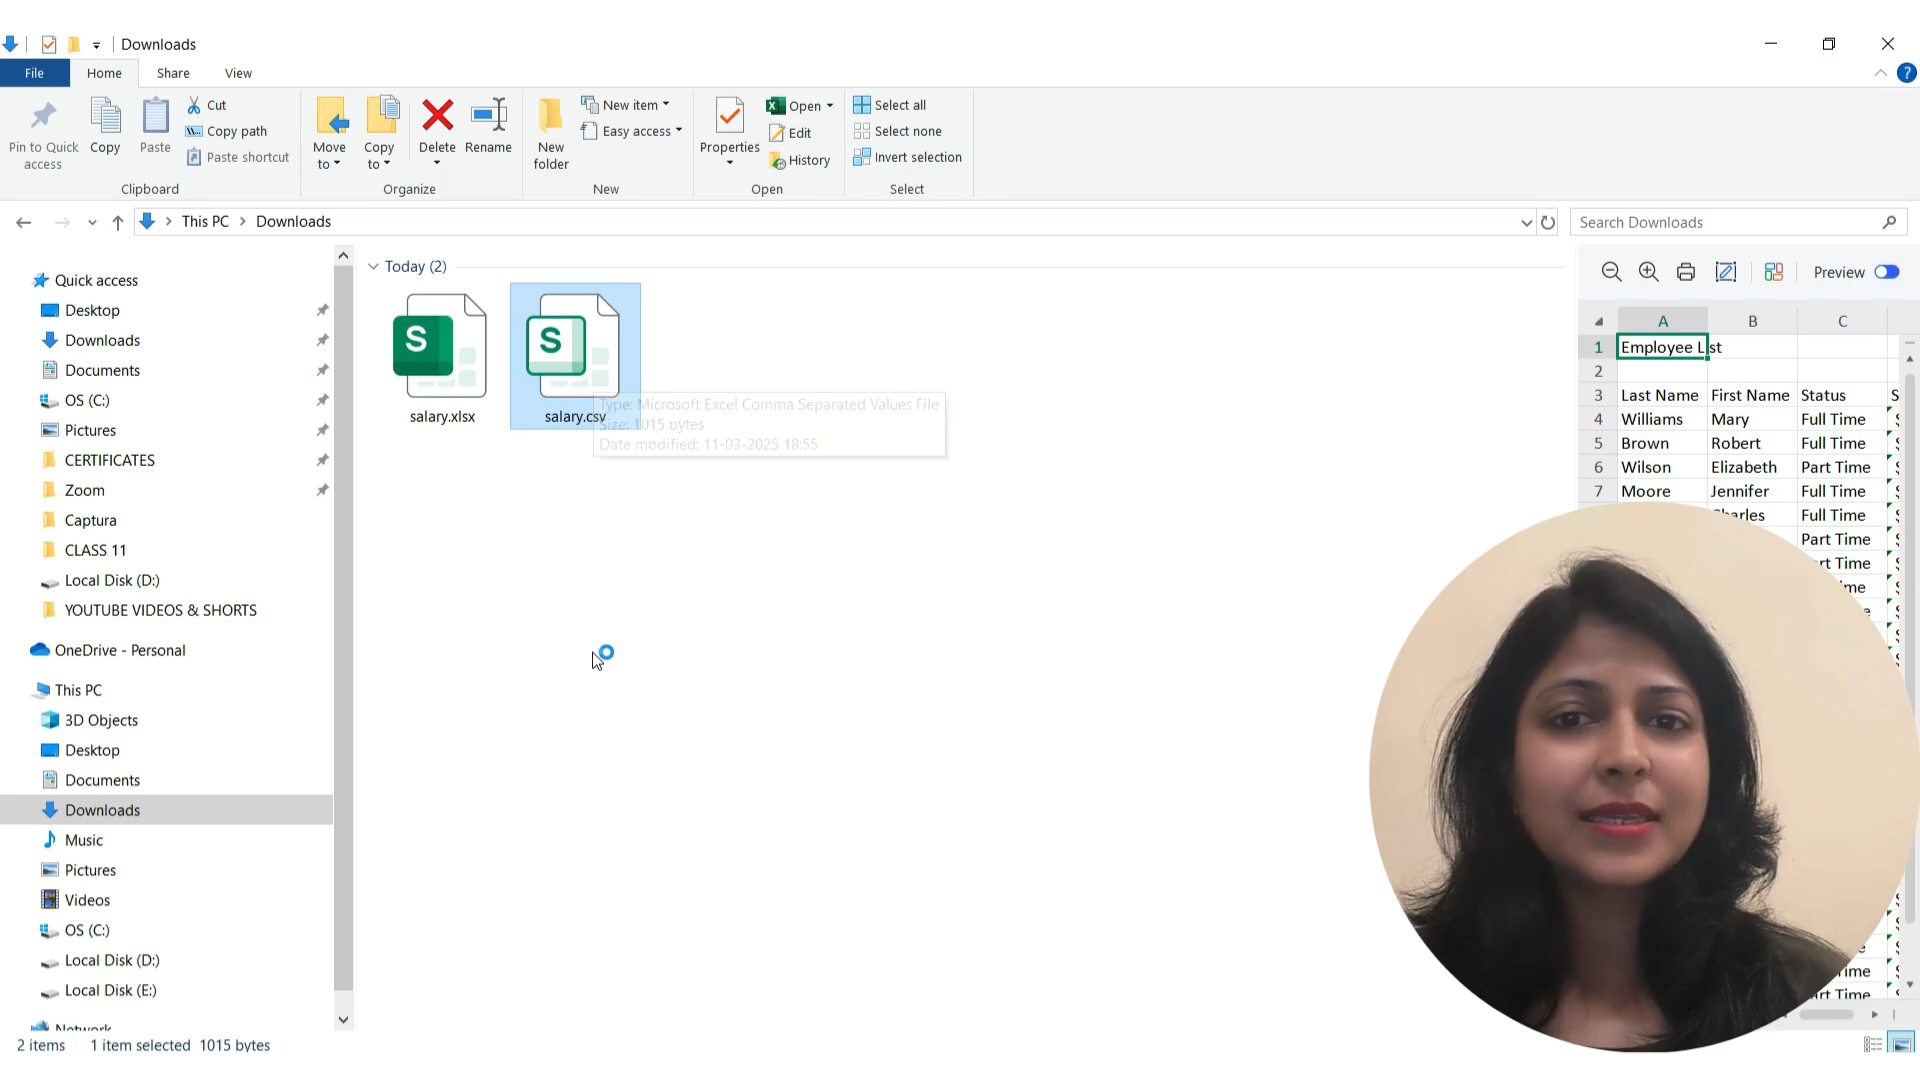 Downloads
File
Home
Share
View
Pin to Quick access
Copy
Paste
Cut
Copy path
Paste shortcut
Clipboard
Move to
Copy to
Delete
Rename
Organize
New folder
New item
Easy access
New
Properties
Open
Edit
History
Open
Select all
Select none
Invert selection
Select
This PC
Downloads
Search Downloads
Quick access
Desktop
Downloads
Documents
OS (C:)
Pictures
CERTIFICATES
Zoom
Captura
CLASS 11
Local Disk (D:)
YOUTUBE VIDEOS & SHORTS
OneDrive - Personal
This PC
3D Objects
Desktop
Documents
Downloads
Music
Pictures
Videos
OS (C:)
Local Disk (D:)
Local Disk (E:)
Network
Today (2)
S
salary.xlsx
S
salary.csv
Type: Microsoft Excel Comma Separated Values File
Size: 1015 bytes
Date modified: 11-03-2025 18:55
Preview
A B C
1 Employee List
2
3 Last Name First Name Status S
4 Williams Mary Full Time
5 Brown Robert Full Time
6 Wilson Elizabeth Part Time
7 Moore Jennifer Full Time
Full Time
Part Time
2 items 1 item selected 1015 bytes